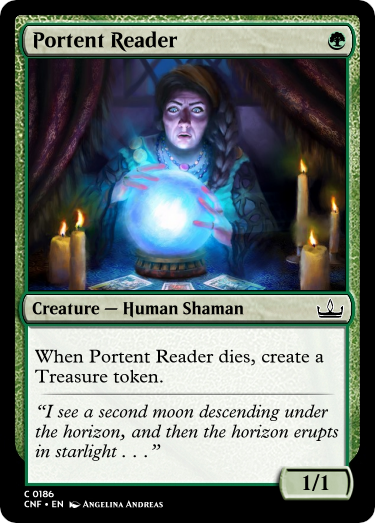 Portent Reader
Creature — Human Shaman
When Portent Reader dies, create a
Treasure token.
“I see a second moon descending under
the horizon, and then the horizon erupts
in starlight . . .”
1/1
C 0186
CNF • EN Angelina Andreas